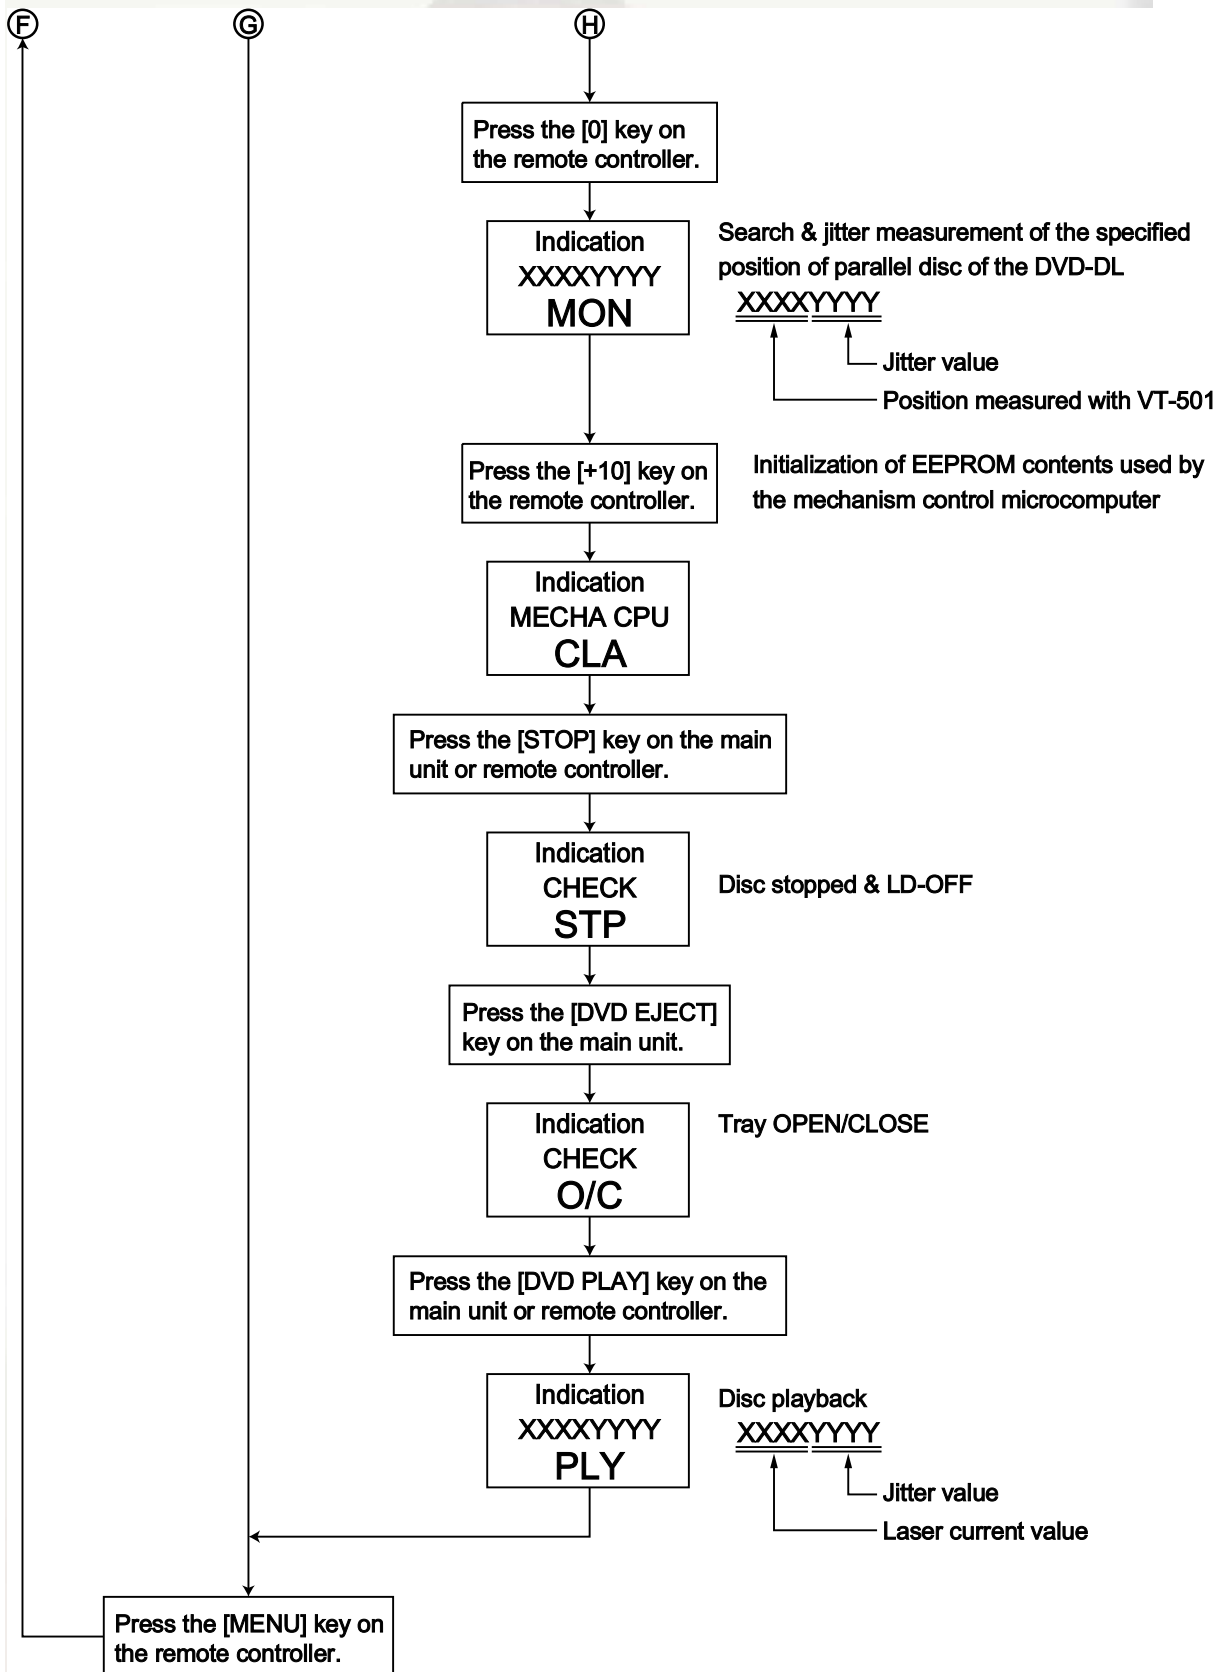 F
G
H
Press the [0] key on
the remote controller.
Indication
XXXXYYYY
MON
Search & jitter measurement of the specified
position of parallel disc of the DVD-DL
XXXXYYYY
Jitter value
Position measured with VT-501
Press the [+10] key on
the remote controller.
Initialization of EEPROM contents used by
the mechanism control microcomputer
Indication
MECHA CPU
CLA
Press the [STOP] key on the main
unit or remote controller.
Indication
CHECK
STP
Disc stopped & LD-OFF
Press the [DVD EJECT]
key on the main unit.
Indication
CHECK
O/C
Tray OPEN/CLOSE
Press the [DVD PLAY] key on the
main unit or remote controller.
Indication
XXXXYYYY
PLY
Disc playback
XXXXYYYY
Jitter value
Laser current value
Press the [MENU] key on
the remote controller.